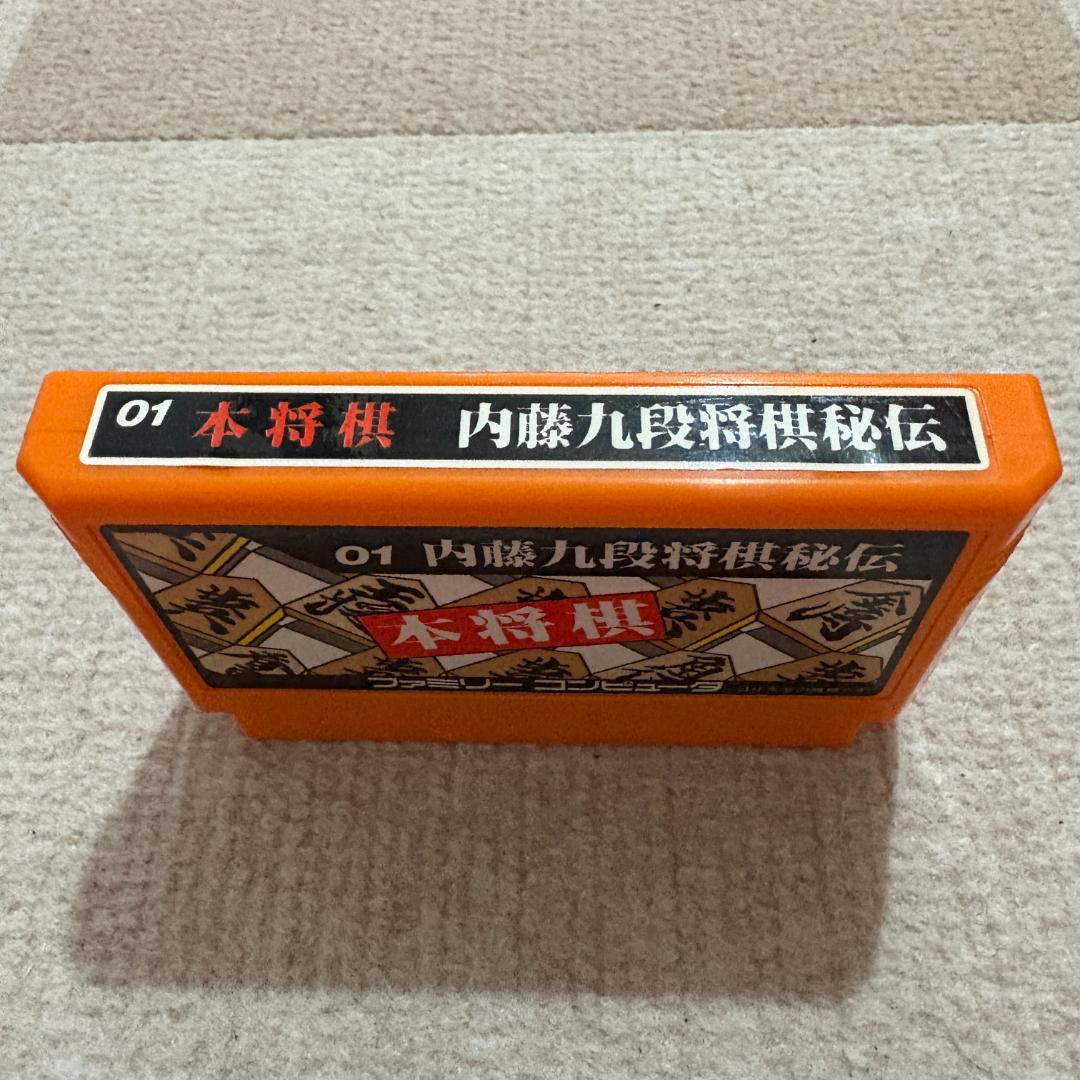 01 本将棋 内藤九段将棋秘伝
01 内藤九段将棋秘伝
本将棋
ファミリーコンピュータ